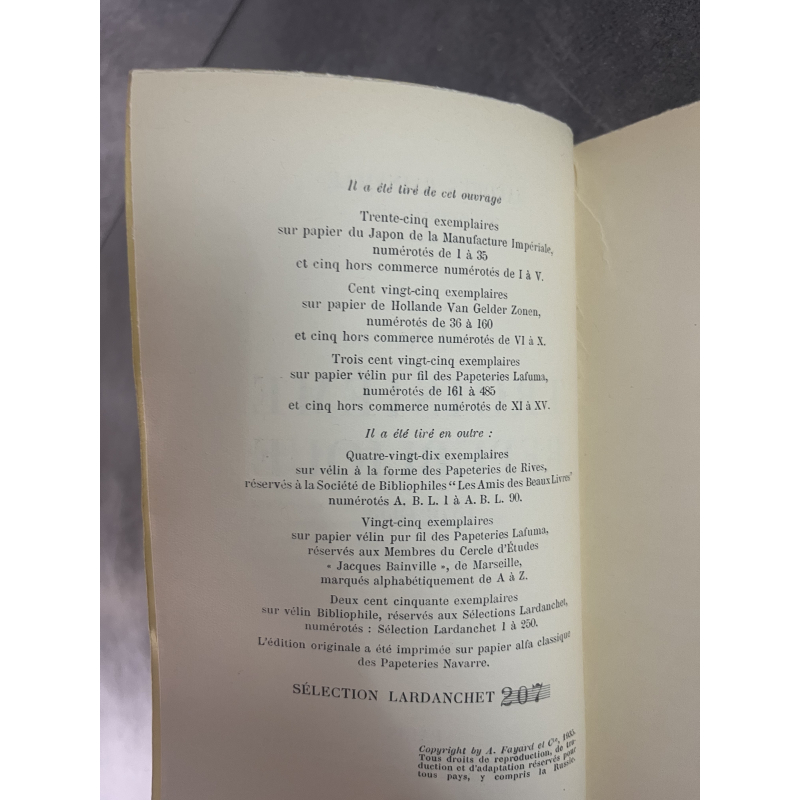 Il a été tiré de cet ouvrage
Trente-cinq exemplaires
sur papier du Japon de la Manufacture Impériale,
numérotés de 1 à 35
et cinq hors commerce numérotés de I à V.
Cent vingt-cinq exemplaires
sur papier de Hollande Van Gelder Zonen,
numérotés de 36 à 160
et cinq hors commerce numérotés de VI à X.
Trois cent vingt-cinq exemplaires
sur papier vélin pur fil des Papeteries Lafuma,
numérotés de 161 à 485
et cinq hors commerce numérotés de XI à XV.
Il a été tiré en outre :
Quatre-vingt-dix exemplaires
sur vélin à la forme des Papeteries de Rives,
réservés à la Société de Bibliophiles "Les Amis des Beaux Livres"
numérotés A. B. L. 1 à A. B. L. 90.
Vingt-cinq exemplaires
sur papier vélin pur fil des Papeteries Lafuma,
réservés aux Membres du Cercle d'Études
« Jacques Bainville », de Marseille,
marqués alphabétiquement de A à Z.
Deux cent cinquante exemplaires
sur vélin Bibliophile, réservés aux Sélections Lardanchet,
numérotés : Sélection Lardanchet 1 à 250.
L'édition originale a été imprimée sur papier alfa classique
des Papeteries Navarre.
SÉLECTION LARDANCHET 207
Copyright by A. Fayard et Cie, 1935.
Tous droits de reproduction, de tra-
duction et d'adaptation réservés pour
tous pays, y compris la Russie.